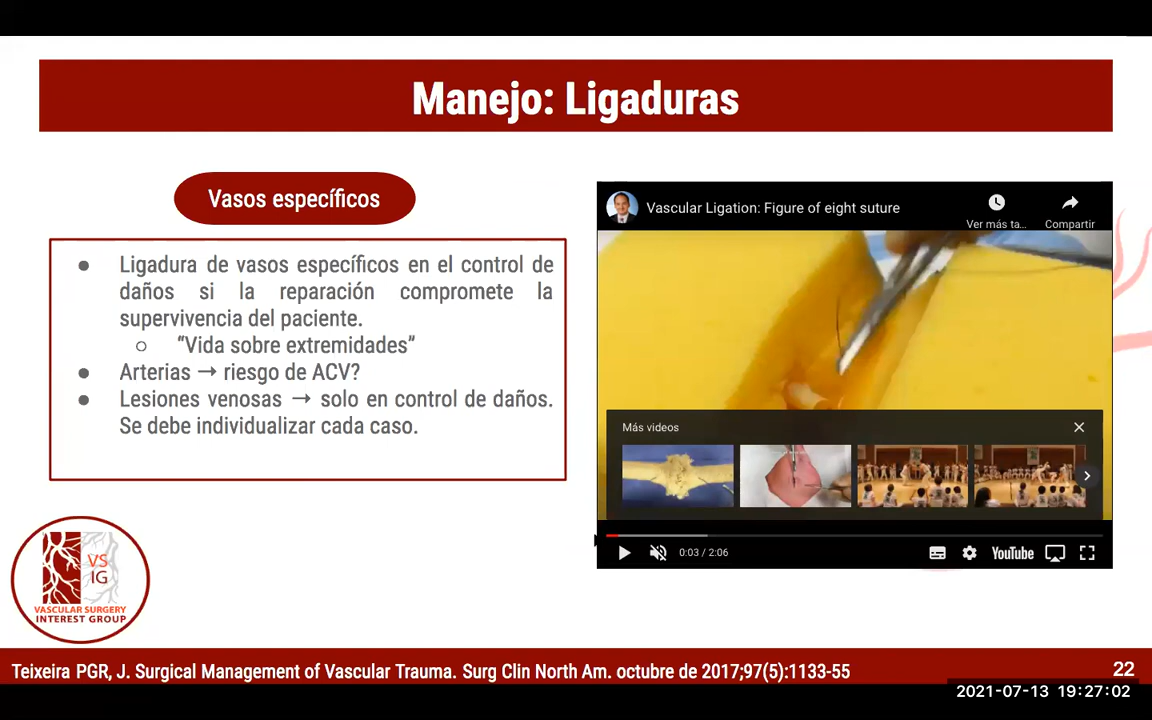 Manejo: Ligaduras
Vasos específicos
● Ligadura de vasos específicos en el control de
daños si la reparación compromete la
supervivencia del paciente.
○ “Vida sobre extremidades”
● Arterias → riesgo de ACV?
● Lesiones venosas → solo en control de daños.
Se debe individualizar cada caso.
Vascular Ligation: Figure of eight suture
Ver más ta...
Compartir
Más videos
0:03 / 2:06
YouTube
VS
IG
VASCULAR SURGERY
INTEREST GROUP
Teixeira PGR, J. Surgical Management of Vascular Trauma. Surg Clin North Am. octubre de 2017;97(5):1133-55
22
2021-07-13 19:27:02